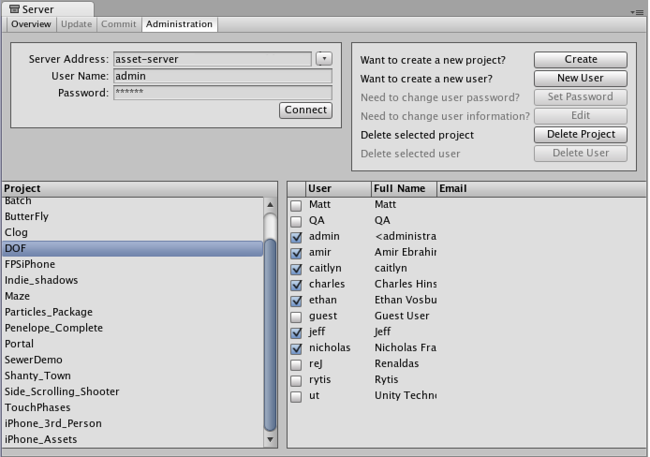 Server
Overview Update Commit Administration
Server Address: asset-server
User Name: admin
Password: ******
Connect
Want to create a new project? Create
Want to create a new user? New User
Need to change user password? Set Password
Need to change user information? Edit
Delete selected project Delete Project
Delete selected user Delete User
Project
Batch
ButterFly
Clog
DOF
FPSiPhone
Indie_shadows
Maze
Particles_Package
Penelope_Complete
Portal
SewerDemo
Shanty_Town
Side_Scrolling_Shooter
TouchPhases
iPhone_3rd_Person
iPhone_Assets
User Full Name Email
Matt Matt
QA QA
admin <administra
amir Amir Ebrahir
caitlyn caitlyn
charles Charles Hins
ethan Ethan Vosbu
guest Guest User
jeff Jeff
nicholas Nicholas Fra
rej Renaldas
rytis Rytis
ut Unity Techn